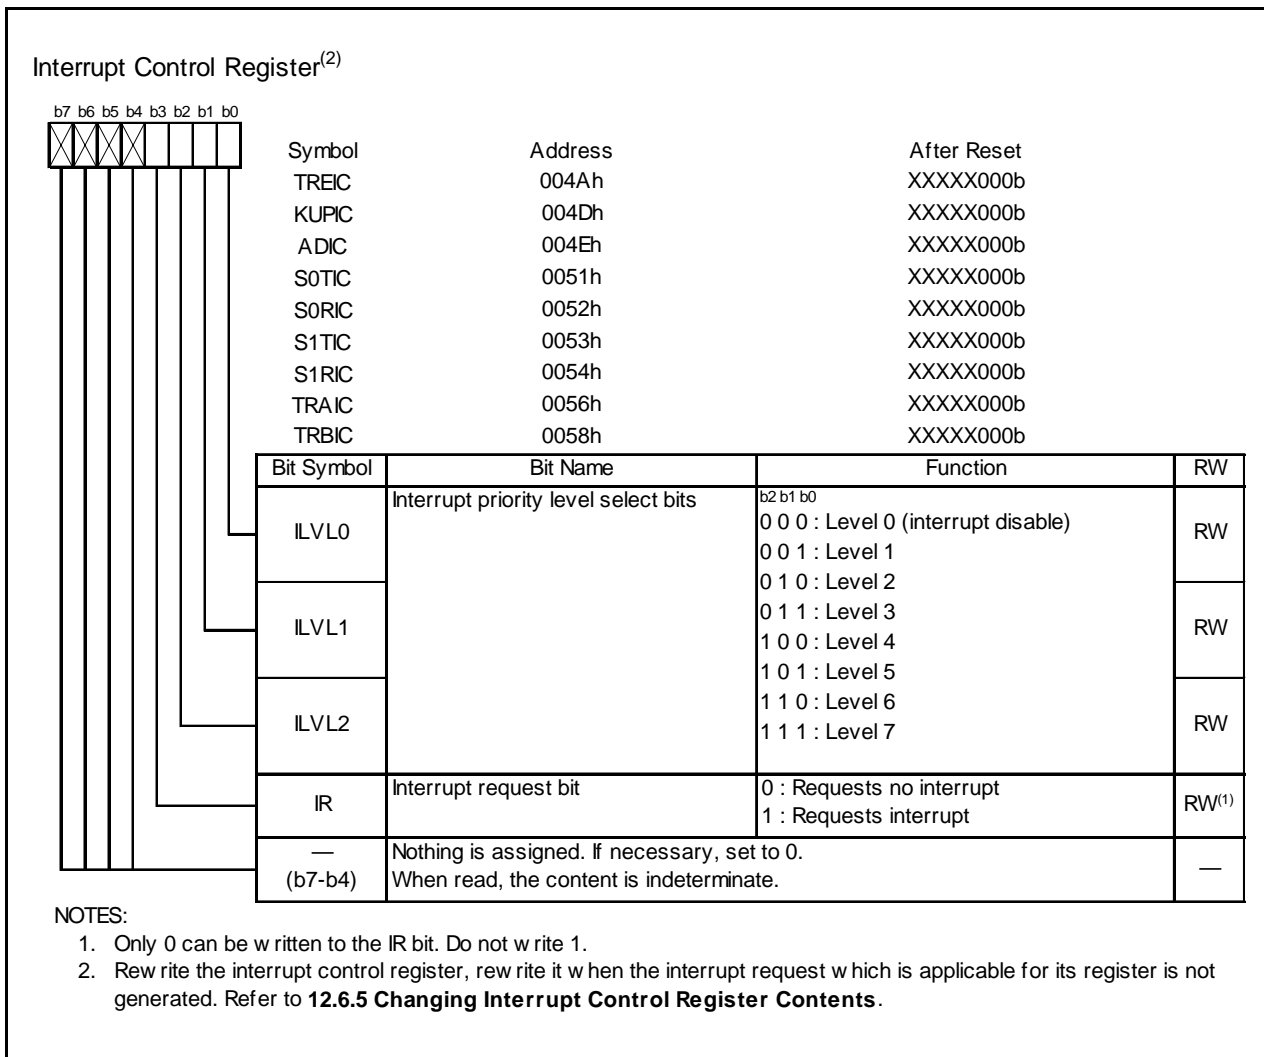 Interrupt Control Register(2)
b7 b6 b5 b4 b3 b2 b1 b0
Symbol Address After Reset
TREIC 004Ah XXXXX000b
KUPIC 004Dh XXXXX000b
ADIC 004Eh XXXXX000b
S0TIC 0051h XXXXX000b
S0RIC 0052h XXXXX000b
S1TIC 0053h XXXXX000b
S1RIC 0054h XXXXX000b
TRAIC 0056h XXXXX000b
TRBIC 0058h XXXXX000b
Bit Symbol Bit Name Function RW
ILVL0 Interrupt priority level select bits b2 b1 b0
0 0 0 : Level 0 (interrupt disable) RW
0 0 1 : Level 1
0 1 0 : Level 2
ILVL1 0 1 1 : Level 3 RW
1 0 0 : Level 4
1 0 1 : Level 5
ILVL2 1 1 0 : Level 6 RW
1 1 1 : Level 7
IR Interrupt request bit 0 : Requests no interrupt RW(1)
1 : Requests interrupt
— Nothing is assigned. If necessary, set to 0. —
(b7-b4) When read, the content is indeterminate.
NOTES:
1. Only 0 can be written to the IR bit. Do not write 1.
2. Rewrite the interrupt control register, rewrite it when the interrupt request which is applicable for its register is not
generated. Refer to 12.6.5 Changing Interrupt Control Register Contents.